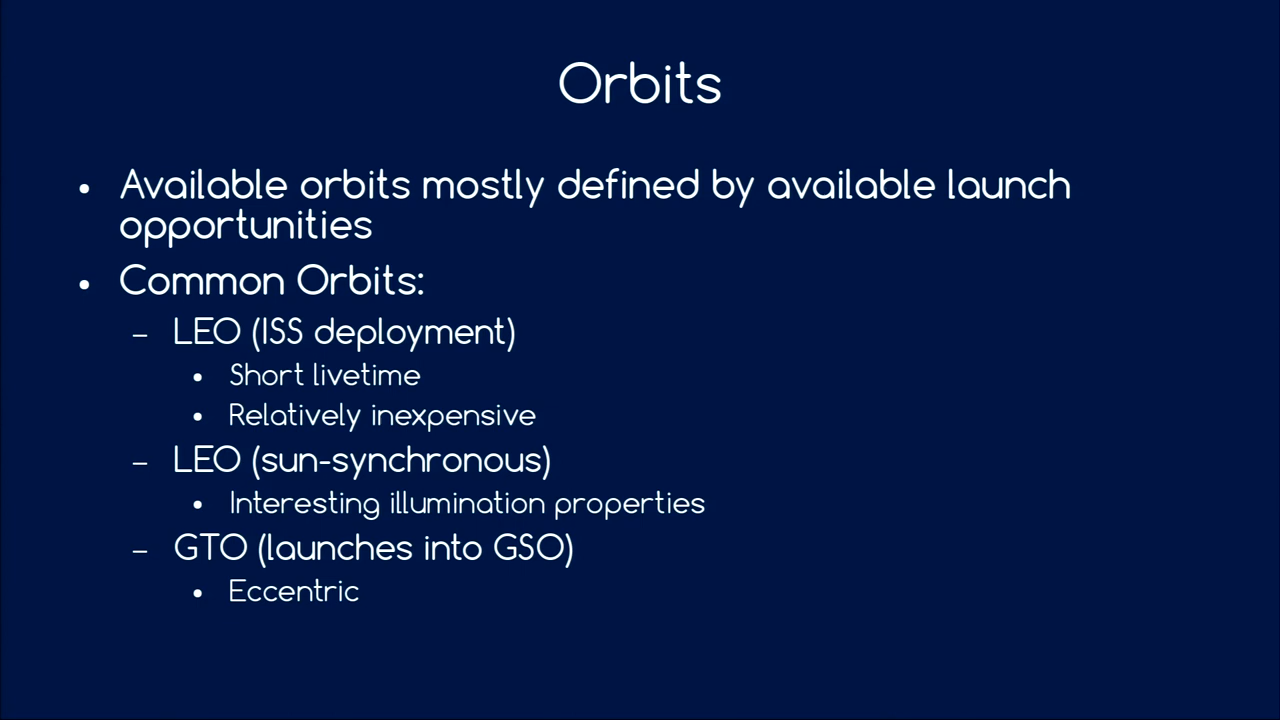 Orbits
• Available orbits mostly defined by available launch
opportunities
• Common Orbits:
– LEO (ISS deployment)
• Short livetime
• Relatively inexpensive
– LEO (sun-synchronous)
• Interesting illumination properties
– GTO (launches into GSO)
• Eccentric